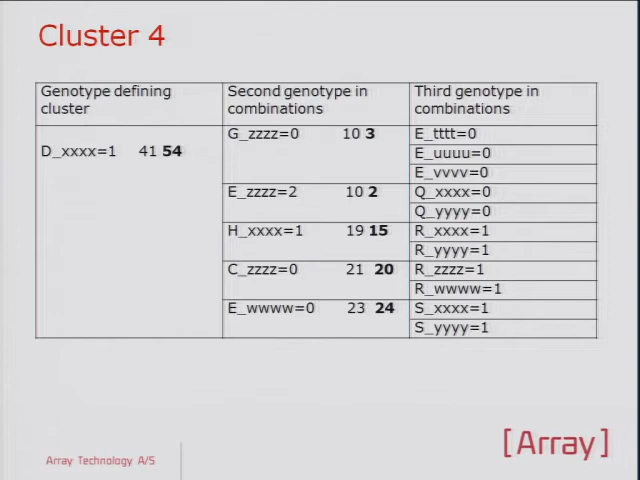 Cluster 4
Genotype defining cluster
Second genotype in combinations
Third genotype in combinations
D_xxxx=1 41 54
G_zzzz=0 10 3
E_tttt=0
E_uuuu=0
E_vvvv=0
E_zzzz=2 10 2
Q_xxxx=0
Q_yyyy=0
H_xxxx=1 19 15
R_xxxx=1
R_yyyy=1
C_zzzz=0 21 20
R_zzzz=1
R_wwww=1
E_wwww=0 23 24
S_xxxx=1
S_yyyy=1
Array Technology A/S
[Array]